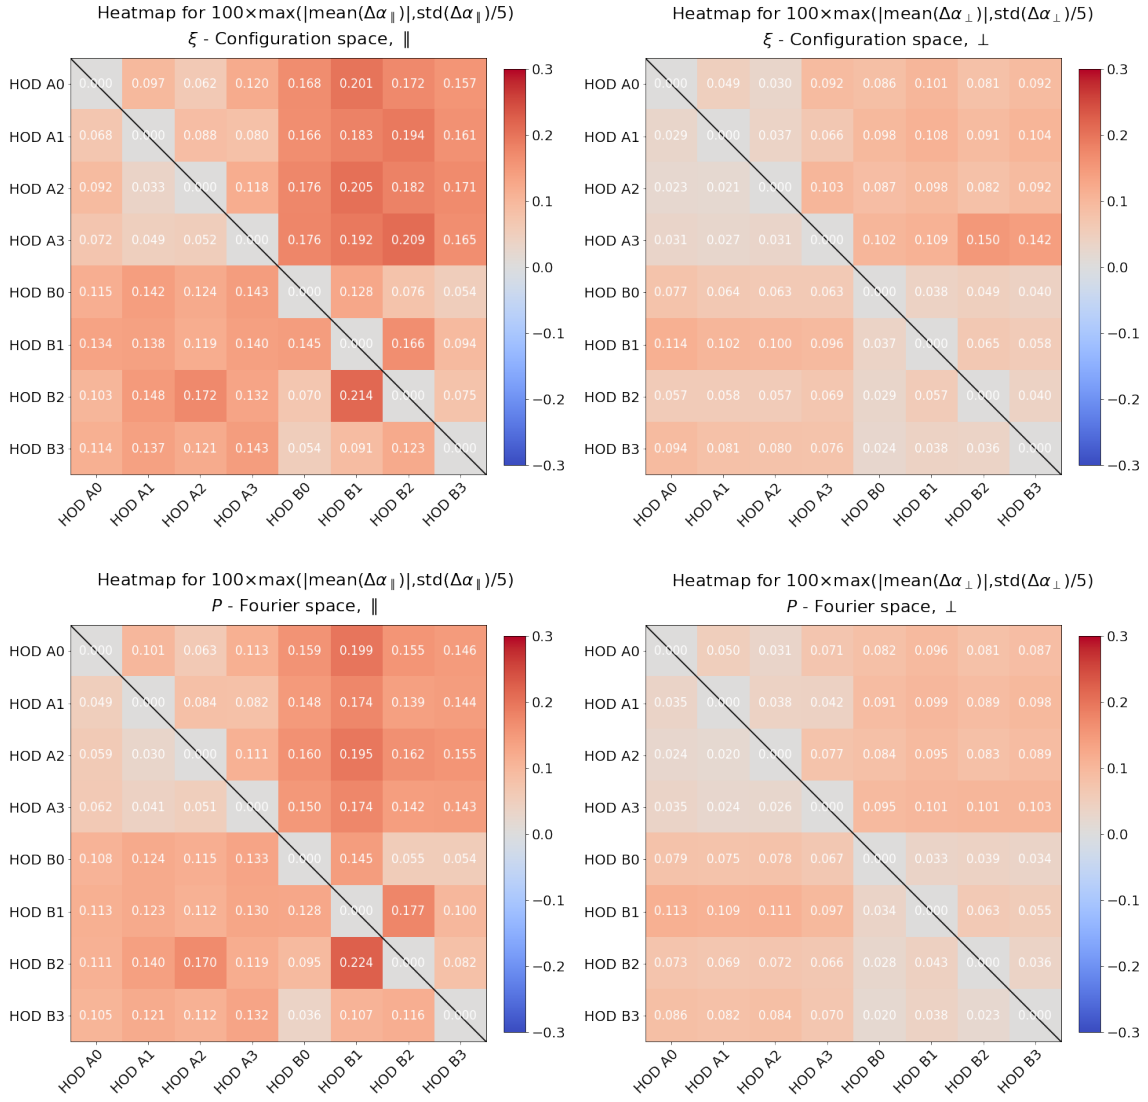 Heatmap for 100×max(|mean(Δα∥)|,std(Δα∥)/5)
ξ - Configuration space, ∥
HOD A0 0.000 0.097 0.062 0.120 0.168 0.201 0.172 0.157
HOD A1 0.068 0.000 0.088 0.080 0.166 0.183 0.194 0.161
HOD A2 0.092 0.033 0.000 0.118 0.176 0.205 0.182 0.171
HOD A3 0.072 0.049 0.052 0.000 0.176 0.192 0.209 0.165
HOD B0 0.115 0.142 0.124 0.143 0.000 0.128 0.076 0.054
HOD B1 0.134 0.138 0.119 0.140 0.145 0.000 0.166 0.094
HOD B2 0.103 0.148 0.172 0.132 0.070 0.214 0.000 0.075
HOD B3 0.114 0.137 0.121 0.143 0.054 0.091 0.123 0.000
HOD A0 HOD A1 HOD A2 HOD A3 HOD B0 HOD B1 HOD B2 HOD B3
0.3
0.2
0.1
0.0
−0.1
−0.2
−0.3
Heatmap for 100×max(|mean(Δα⊥)|,std(Δα⊥)/5)
ξ - Configuration space, ⊥
HOD A0 0.000 0.049 0.030 0.092 0.086 0.101 0.081 0.092
HOD A1 0.029 0.000 0.037 0.066 0.098 0.108 0.091 0.104
HOD A2 0.023 0.021 0.000 0.103 0.087 0.098 0.082 0.092
HOD A3 0.031 0.027 0.031 0.000 0.102 0.109 0.150 0.142
HOD B0 0.077 0.064 0.063 0.063 0.000 0.038 0.049 0.040
HOD B1 0.114 0.102 0.100 0.096 0.037 0.000 0.065 0.058
HOD B2 0.057 0.058 0.057 0.069 0.029 0.057 0.000 0.040
HOD B3 0.094 0.081 0.080 0.076 0.024 0.038 0.036 0.000
HOD A0 HOD A1 HOD A2 HOD A3 HOD B0 HOD B1 HOD B2 HOD B3
0.3
0.2
0.1
0.0
−0.1
−0.2
−0.3
Heatmap for 100×max(|mean(Δα∥)|,std(Δα∥)/5)
P - Fourier space, ∥
HOD A0 0.000 0.101 0.063 0.113 0.159 0.199 0.155 0.146
HOD A1 0.049 0.000 0.084 0.082 0.148 0.174 0.139 0.144
HOD A2 0.059 0.030 0.000 0.111 0.160 0.195 0.162 0.155
HOD A3 0.062 0.041 0.051 0.000 0.150 0.174 0.142 0.143
HOD B0 0.108 0.124 0.115 0.133 0.000 0.145 0.055 0.054
HOD B1 0.113 0.123 0.112 0.130 0.128 0.000 0.177 0.100
HOD B2 0.111 0.140 0.170 0.119 0.095 0.224 0.000 0.082
HOD B3 0.105 0.121 0.112 0.132 0.036 0.107 0.116 0.000
HOD A0 HOD A1 HOD A2 HOD A3 HOD B0 HOD B1 HOD B2 HOD B3
0.3
0.2
0.1
0.0
−0.1
−0.2
−0.3
Heatmap for 100×max(|mean(Δα⊥)|,std(Δα⊥)/5)
P - Fourier space, ⊥
HOD A0 0.000 0.050 0.031 0.071 0.082 0.096 0.081 0.087
HOD A1 0.035 0.000 0.038 0.042 0.091 0.099 0.089 0.098
HOD A2 0.024 0.020 0.000 0.077 0.084 0.095 0.083 0.089
HOD A3 0.035 0.024 0.026 0.000 0.095 0.101 0.101 0.103
HOD B0 0.079 0.075 0.078 0.067 0.000 0.033 0.039 0.034
HOD B1 0.113 0.109 0.111 0.097 0.034 0.000 0.063 0.055
HOD B2 0.073 0.069 0.072 0.066 0.028 0.043 0.000 0.036
HOD B3 0.086 0.082 0.084 0.070 0.020 0.038 0.023 0.000
HOD A0 HOD A1 HOD A2 HOD A3 HOD B0 HOD B1 HOD B2 HOD B3
0.3
0.2
0.1
0.0
−0.1
−0.2
−0.3